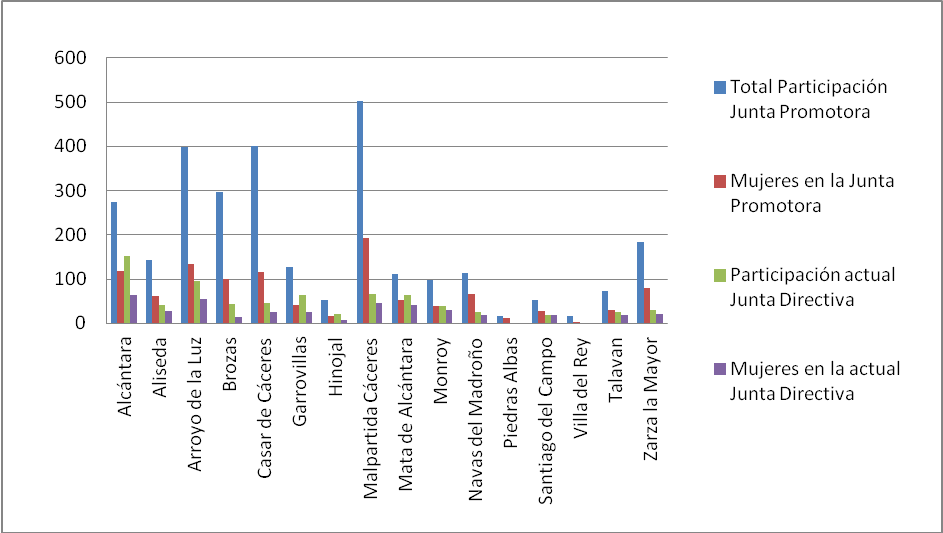 600
500
400
300
200
100
0
Alcántara
Aliseda
Arroyo de la Luz
Brozas
Casar de Cáceres
Garrovillas
Hinojal
Malpartida Cáceres
Mata de Alcántara
Monroy
Navas del Madroño
Piedras Albas
Santiago del Campo
Villa del Rey
Talavan
Zarza la Mayor
Total Participación
Junta Promotora
Mujeres en la Junta
Promotora
Participación actual
Junta Directiva
Mujeres en la actual
Junta Directiva